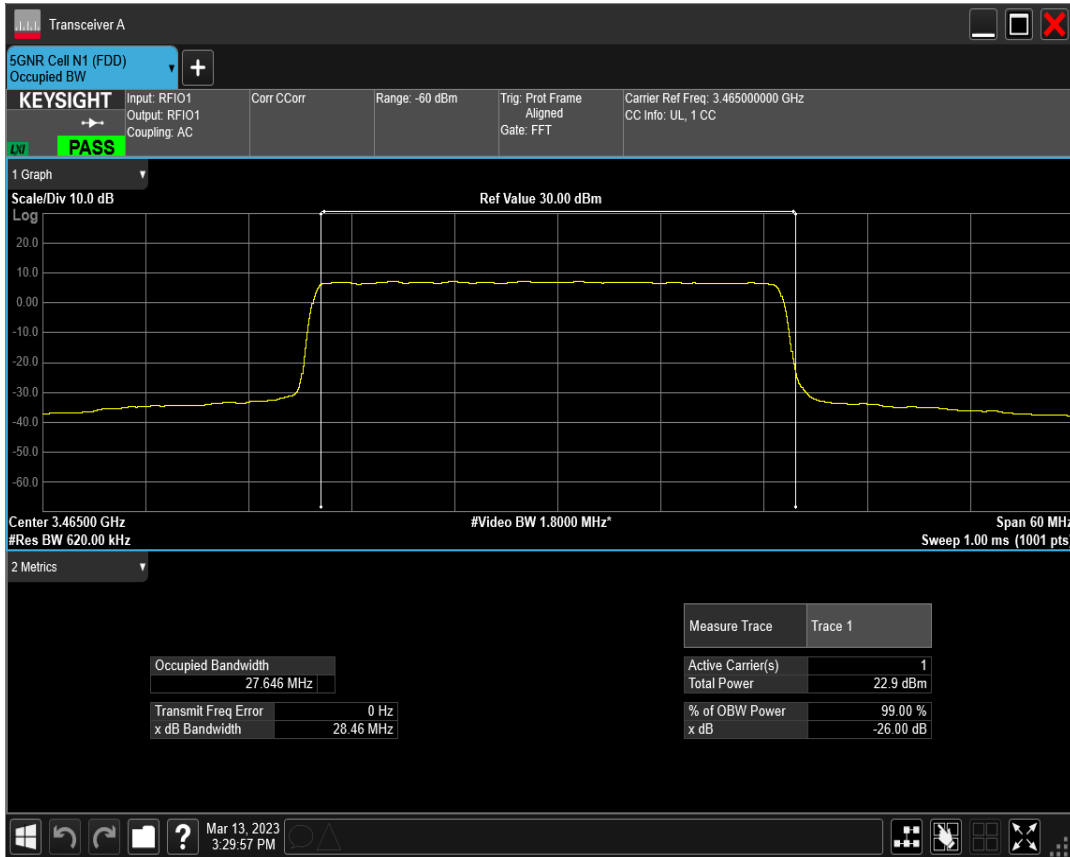 Transceiver A
5GNR Cell N1 (FDD)
Occupied BW
+
KEYSIGHT
LXI
PASS
Input: RFIO1
Output: RFIO1
Coupling: AC
Corr CCorr
Range: -60 dBm
Trig: Prot Frame
Aligned
Gate: FFT
Carrier Ref Freq: 3.465000000 GHz
CC Info: UL, 1 CC
1 Graph
Scale/Div 10.0 dB
Ref Value 30.00 dBm
Log
20.0
10.0
0.00
-10.0
-20.0
-30.0
-40.0
-50.0
-60.0
Center 3.46500 GHz
#Video BW 1.8000 MHz*
Span 60 MHz
#Res BW 620.00 kHz
Sweep 1.00 ms (1001 pts
2 Metrics
Measure Trace Trace 1
Occupied Bandwidth
27.646 MHz
Active Carrier(s) 1
Total Power 22.9 dBm
Transmit Freq Error 0 Hz
x dB Bandwidth 28.46 MHz
% of OBW Power 99.00 %
x dB -26.00 dB
?
Mar 13, 2023
3:29:57 PM